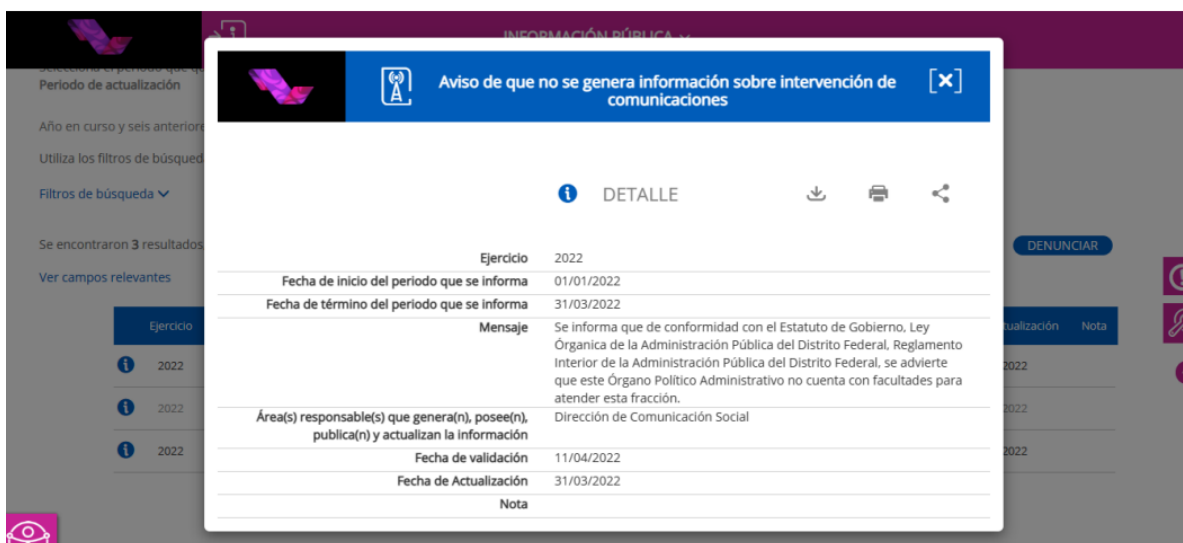 INFORMACIÓN PÚBLICA
Aviso de que no se genera información sobre intervención de
comunicaciones
Periodo de actualización
Año en curso y seis anteriore
Utiliza los filtros de búsqued
Filtros de búsqueda
Se encontraron 3 resultados
Ver campos relevantes
DENUNCIAR
Ejercicio
tualización Nota
2022 2022
2022 2022
2022 2022
DETALLE
Ejercicio 2022
Fecha de inicio del periodo que se informa 01/01/2022
Fecha de término del periodo que se informa 31/03/2022
Mensaje Se informa que de conformidad con el Estatuto de Gobierno, Ley
Órganica de la Administración Pública del Distrito Federal, Reglamento
Interior de la Administración Pública del Distrito Federal, se advierte
que este Órgano Político Administrativo no cuenta con facultades para
atender esta fracción.
Área(s) responsable(s) que genera(n), posee(n), Dirección de Comunicación Social
publica(n) y actualizan la información
Fecha de validación 11/04/2022
Fecha de Actualización 31/03/2022
Nota